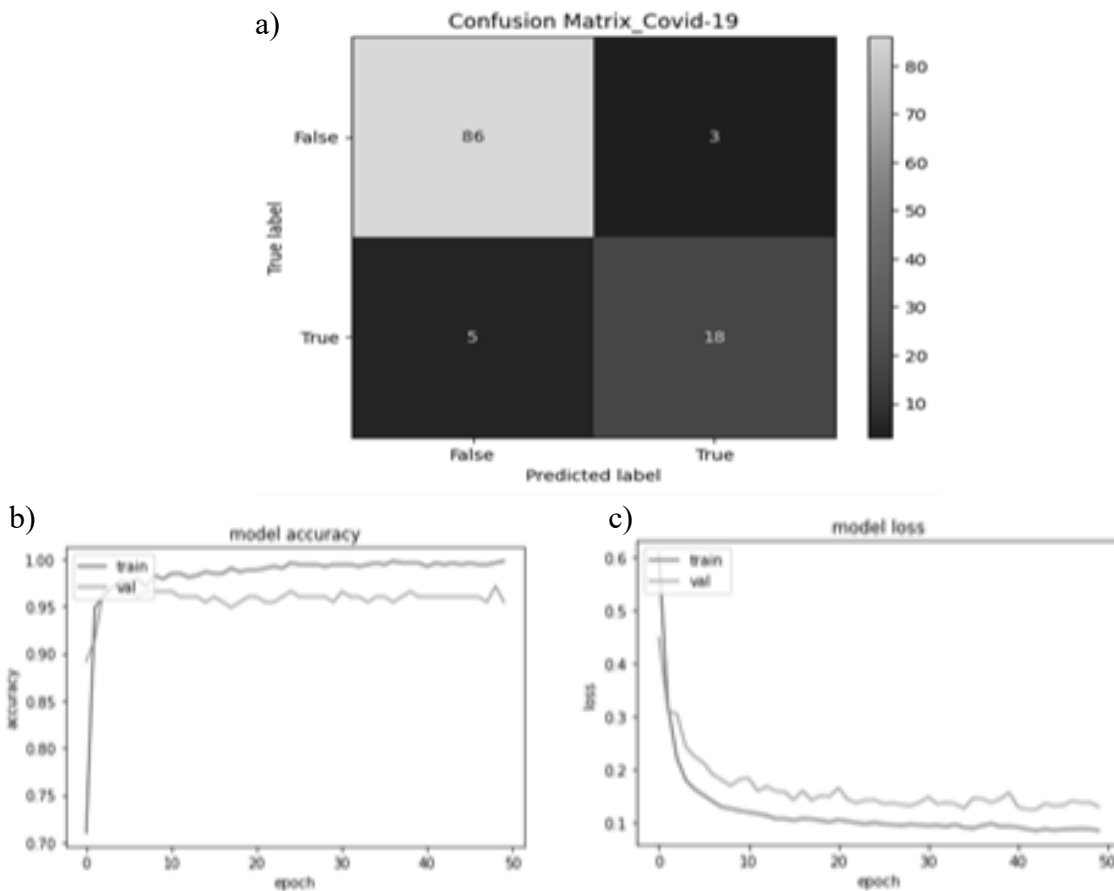 a)
Confusion Matrix_Covid-19
True label
False
86
3
True
5
18
False
True
Predicted label
80
70
60
50
40
30
20
10
b)
model accuracy
train
val
accuracy
1.00
0.95
0.90
0.85
0.80
0.75
0.70
0
10
20
30
40
50
epoch
c)
model loss
train
val
loss
0.6
0.5
0.4
0.3
0.2
0.1
0
10
20
30
40
50
epoch